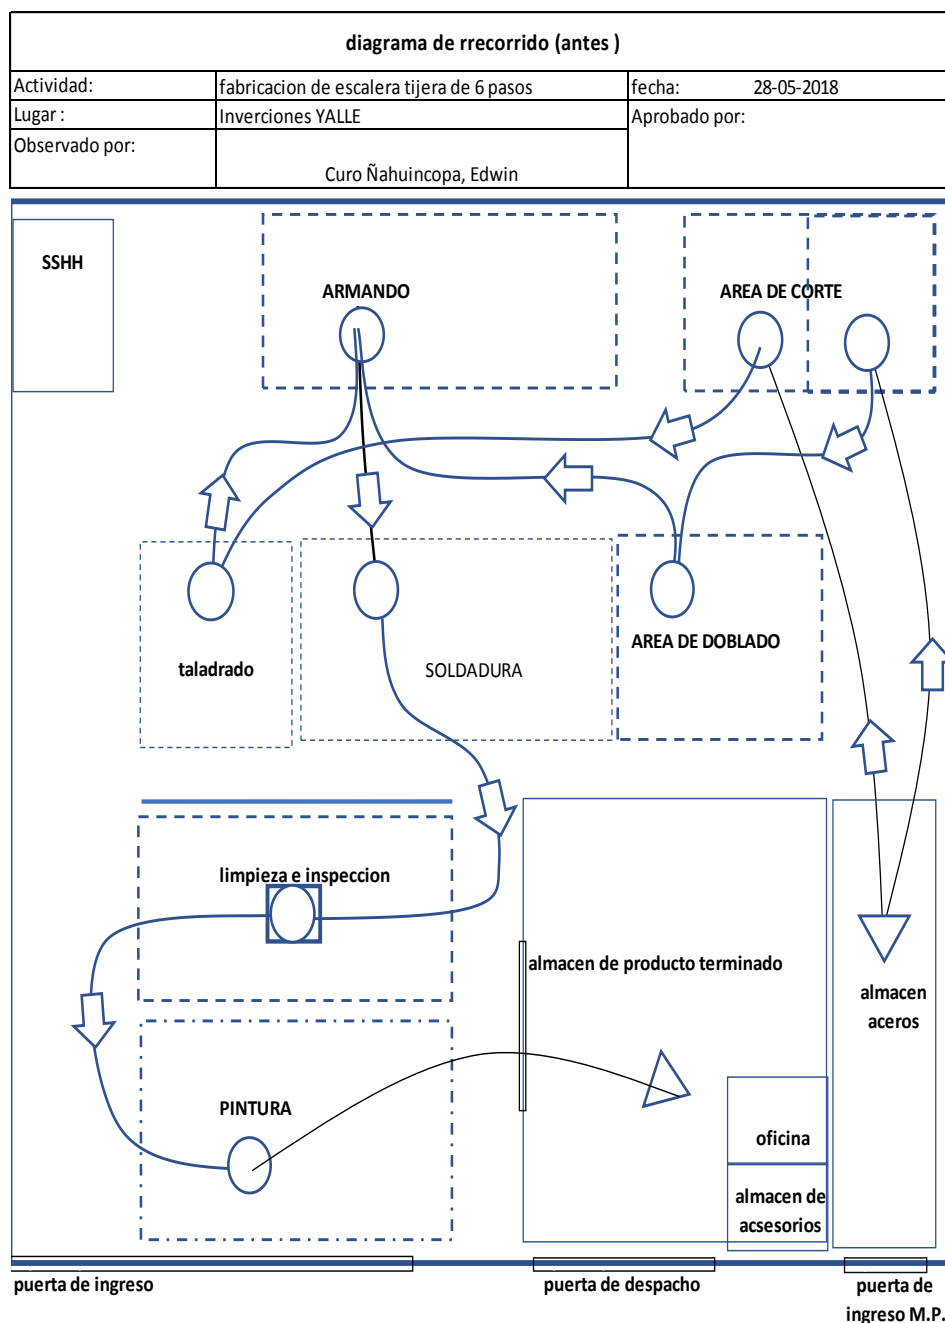 diagrama de rrecorrido (antes )
Actividad: fabricacion de escalera tijera de 6 pasos fecha: 28-05-2018
Lugar : Inverciones YALLE Aprobado por:
Observado por:
Curo Ñahuincopa, Edwin
SSHH
ARMANDO
AREA DE CORTE
taladrado
SOLDADURA
AREA DE DOBLADO
limpieza e inspeccion
almacen de producto terminado
almacen
aceros
PINTURA
oficina
almacen de
acsesorios
puerta de ingreso
puerta de despacho
puerta de
ingreso M.P.